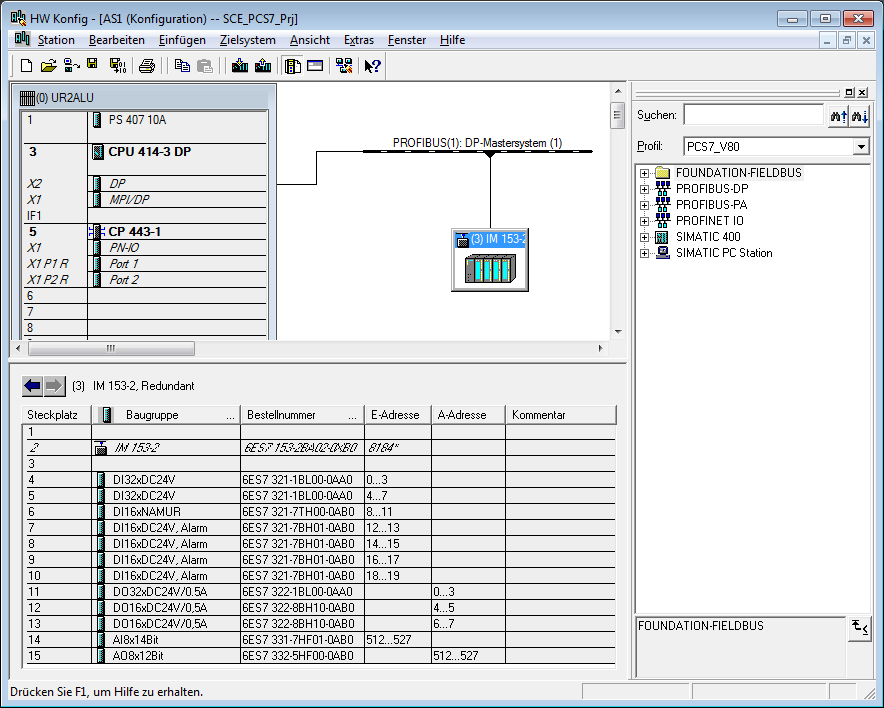 HW Konfig - [AS1 (Konfiguration) -- SCE_PCS7_Prj]
Station Bearbeiten Einfügen Zielsystem Ansicht Extras Fenster Hilfe
(0) UR2ALU
1 PS 407 10A
3 CPU 414-3 DP
X2 DP
X1 MPI/DP
IF1
5 CP 443-1
X1 PN-IO
X1 P1 R Port 1
X1 P2 R Port 2
6
7
8
PROFIBUS(1): DP-Mastersystem (1)
(3) IM 153-2
Suchen:
Profil: PCS7_V80
FOUNDATION-FIELDBUS
PROFIBUS-DP
PROFIBUS-PA
PROFINET IO
SIMATIC 400
SIMATIC PC Station
(3) IM 153-2, Redundant
Steckplatz Baugruppe ... Bestellnummer ... E-Adresse A-Adresse Kommentar
1
2 IM 153-2 6ES7 153-2BA02-0XB0 8184*
3
4 DI32xDC24V 6ES7 321-1BL00-0AA0 0...3
5 DI32xDC24V 6ES7 321-1BL00-0AA0 4...7
6 DI16xNAMUR 6ES7 321-7TH00-0AB0 8...11
7 DI16xDC24V, Alarm 6ES7 321-7BH01-0AB0 12...13
8 DI16xDC24V, Alarm 6ES7 321-7BH01-0AB0 14...15
9 DI16xDC24V, Alarm 6ES7 321-7BH01-0AB0 16...17
10 DI16xDC24V, Alarm 6ES7 321-7BH01-0AB0 18...19
11 DO32xDC24V/0.5A 6ES7 322-1BL00-0AA0 0...3
12 DO16xDC24V/0,5A 6ES7 322-8BH10-0AB0 4...5
13 DO16xDC24V/0,5A 6ES7 322-8BH10-0AB0 6...7
14 AI8x14Bit 6ES7 331-7HF01-0AB0 512...527
15 AO8x12Bit 6ES7 332-5HF00-0AB0 512...527
FOUNDATION-FIELDBUS
Drücken Sie F1, um Hilfe zu erhalten.